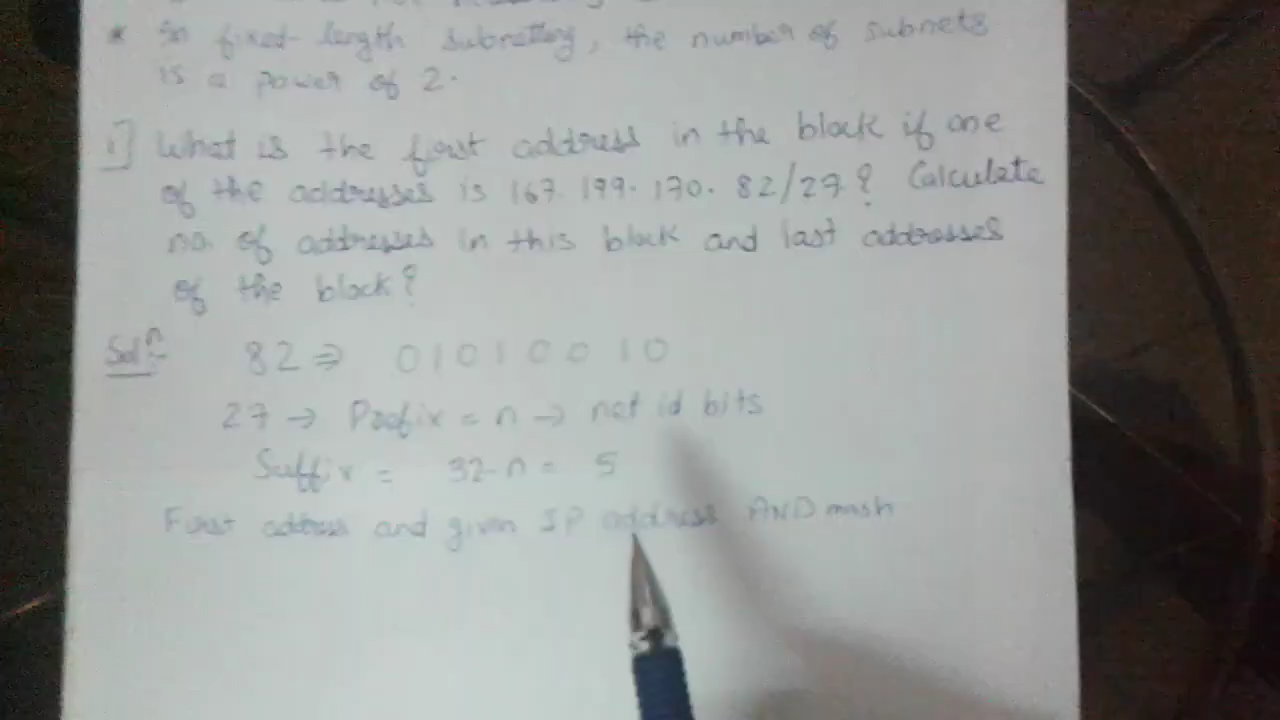 * In fixed-length subnetting, the number of subnets
is a power of 2.
1] What is the first address in the block if one
of the addresses is 167.199.170.82/27? Calculate
no. of addresses in this block and last addresses
of the block?
Solⁿ:- 82 ⇒ 01010010
27 → Prefix = n → net id bits
Suffix = 32-n = 5
First address and given IP address AND mask